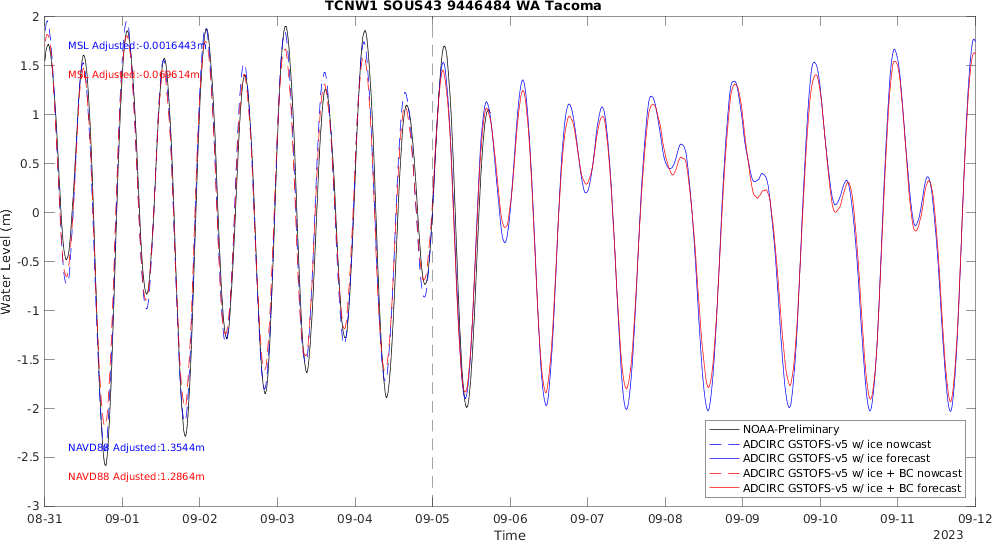 TCNW1 SOUS43 9446484 WA Tacoma
MSL Adjusted:-0.0016443m
MSL Adjusted:-0.069614m
NAVD88 Adjusted:1.3544m
NAVD88 Adjusted:1.2864m
Water Level (m)
2
1.5
1
0.5
0
-0.5
-1
-1.5
-2
-2.5
-3
NOAA-Preliminary
ADCIRC GSTOFS-v5 w/ ice nowcast
ADCIRC GSTOFS-v5 w/ ice forecast
ADCIRC GSTOFS-v5 w/ ice + BC nowcast
ADCIRC GSTOFS-v5 w/ ice + BC forecast
08-31 09-01 09-02 09-03 09-04 09-05 09-06 09-07 09-08 09-09 09-10 09-11 09-12
Time
2023